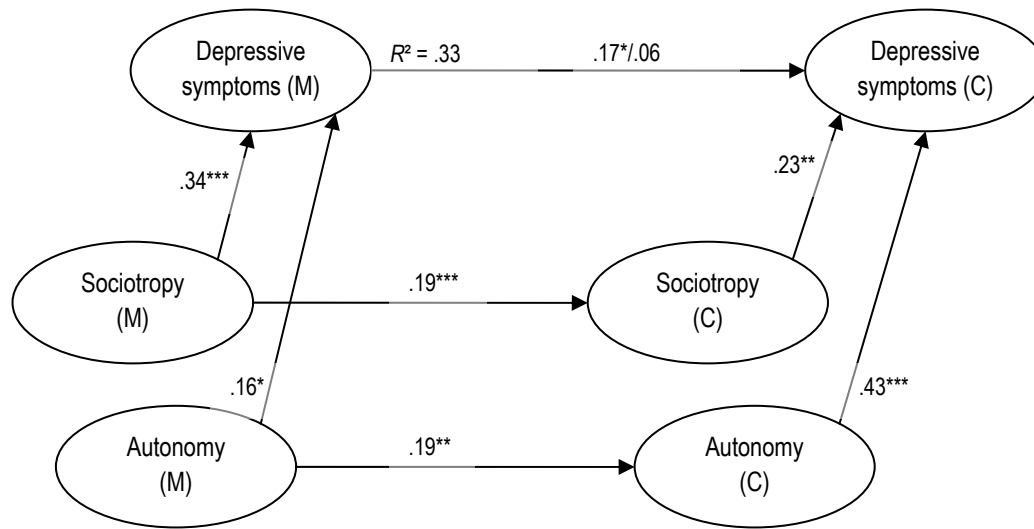 Depressive
symptoms (M)
R² = .33
.17*/.06
Depressive
symptoms (C)
.34***
.23**
Sociotropy
(M)
.19***
Sociotropy
(C)
.16*
.43***
Autonomy
(M)
.19**
Autonomy
(C)